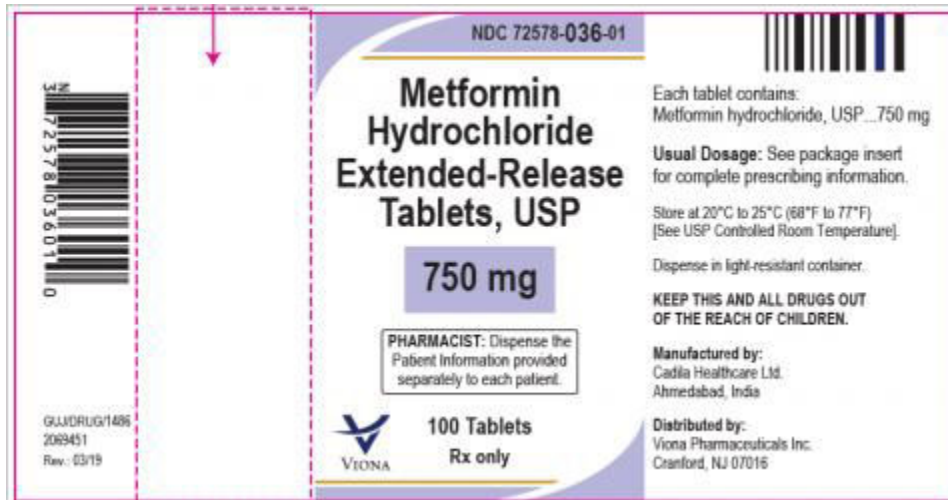 N
3 72578 03601 0
GUJ/DRUG/1486
2069451
Rev.: 03/19
NDC 72578-036-01
Metformin
Hydrochloride
Extended-Release
Tablets, USP
750 mg
PHARMACIST: Dispense the
Patient Information provided
separately to each patient.
VIONA
100 Tablets
Rx only
Each tablet contains:
Metformin hydrochloride, USP...750 mg
Usual Dosage: See package insert
for complete prescribing information.
Store at 20°C to 25°C (68°F to 77°F)
[See USP Controlled Room Temperature].
Dispense in light-resistant container.
KEEP THIS AND ALL DRUGS OUT
OF THE REACH OF CHILDREN.
Manufactured by:
Cadila Healthcare Ltd.
Ahmedabad, India
Distributed by:
Viona Pharmaceuticals Inc.
Cranford, NJ 07016